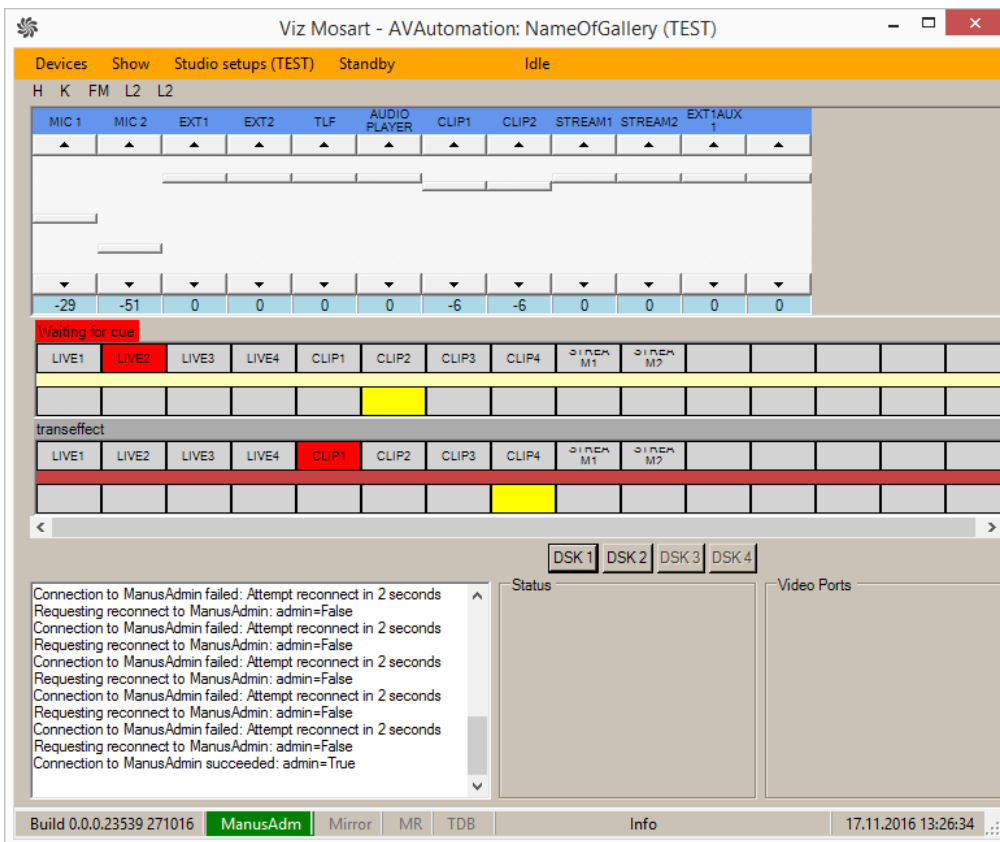 Viz Mosart - AVAutomation: NameOfGallery (TEST)
Devices Show Studio setups (TEST) Standby Idle
H K FM L2 L2
MIC 1 MIC 2 EXT1 EXT2 TLF AUDIO PLAYER CLIP1 CLIP2 STREAM1 STREAM2 EXT1AUX 1
-29 -51 0 0 0 0 -6 -6 0 0 0 0
Waiting for cue
LIVE1 LIVE2 LIVE3 LIVE4 CLIP1 CLIP2 CLIP3 CLIP4 STREA M1 STREA M2
transeffect
LIVE1 LIVE2 LIVE3 LIVE4 CLIP1 CLIP2 CLIP3 CLIP4 STREA M1 STREA M2
DSK 1 DSK 2 DSK 3 DSK 4
Connection to ManusAdmin failed: Attempt reconnect in 2 seconds
Requesting reconnect to ManusAdmin: admin=False
Connection to ManusAdmin failed: Attempt reconnect in 2 seconds
Requesting reconnect to ManusAdmin: admin=False
Connection to ManusAdmin failed: Attempt reconnect in 2 seconds
Requesting reconnect to ManusAdmin: admin=False
Connection to ManusAdmin failed: Attempt reconnect in 2 seconds
Requesting reconnect to ManusAdmin: admin=False
Connection to ManusAdmin failed: Attempt reconnect in 2 seconds
Requesting reconnect to ManusAdmin: admin=False
Connection to ManusAdmin succeeded: admin=True
Status
Video Ports
Build 0.0.0.23539 271016 ManusAdm Mirror MR TDB Info 17.11.2016 13:26:34